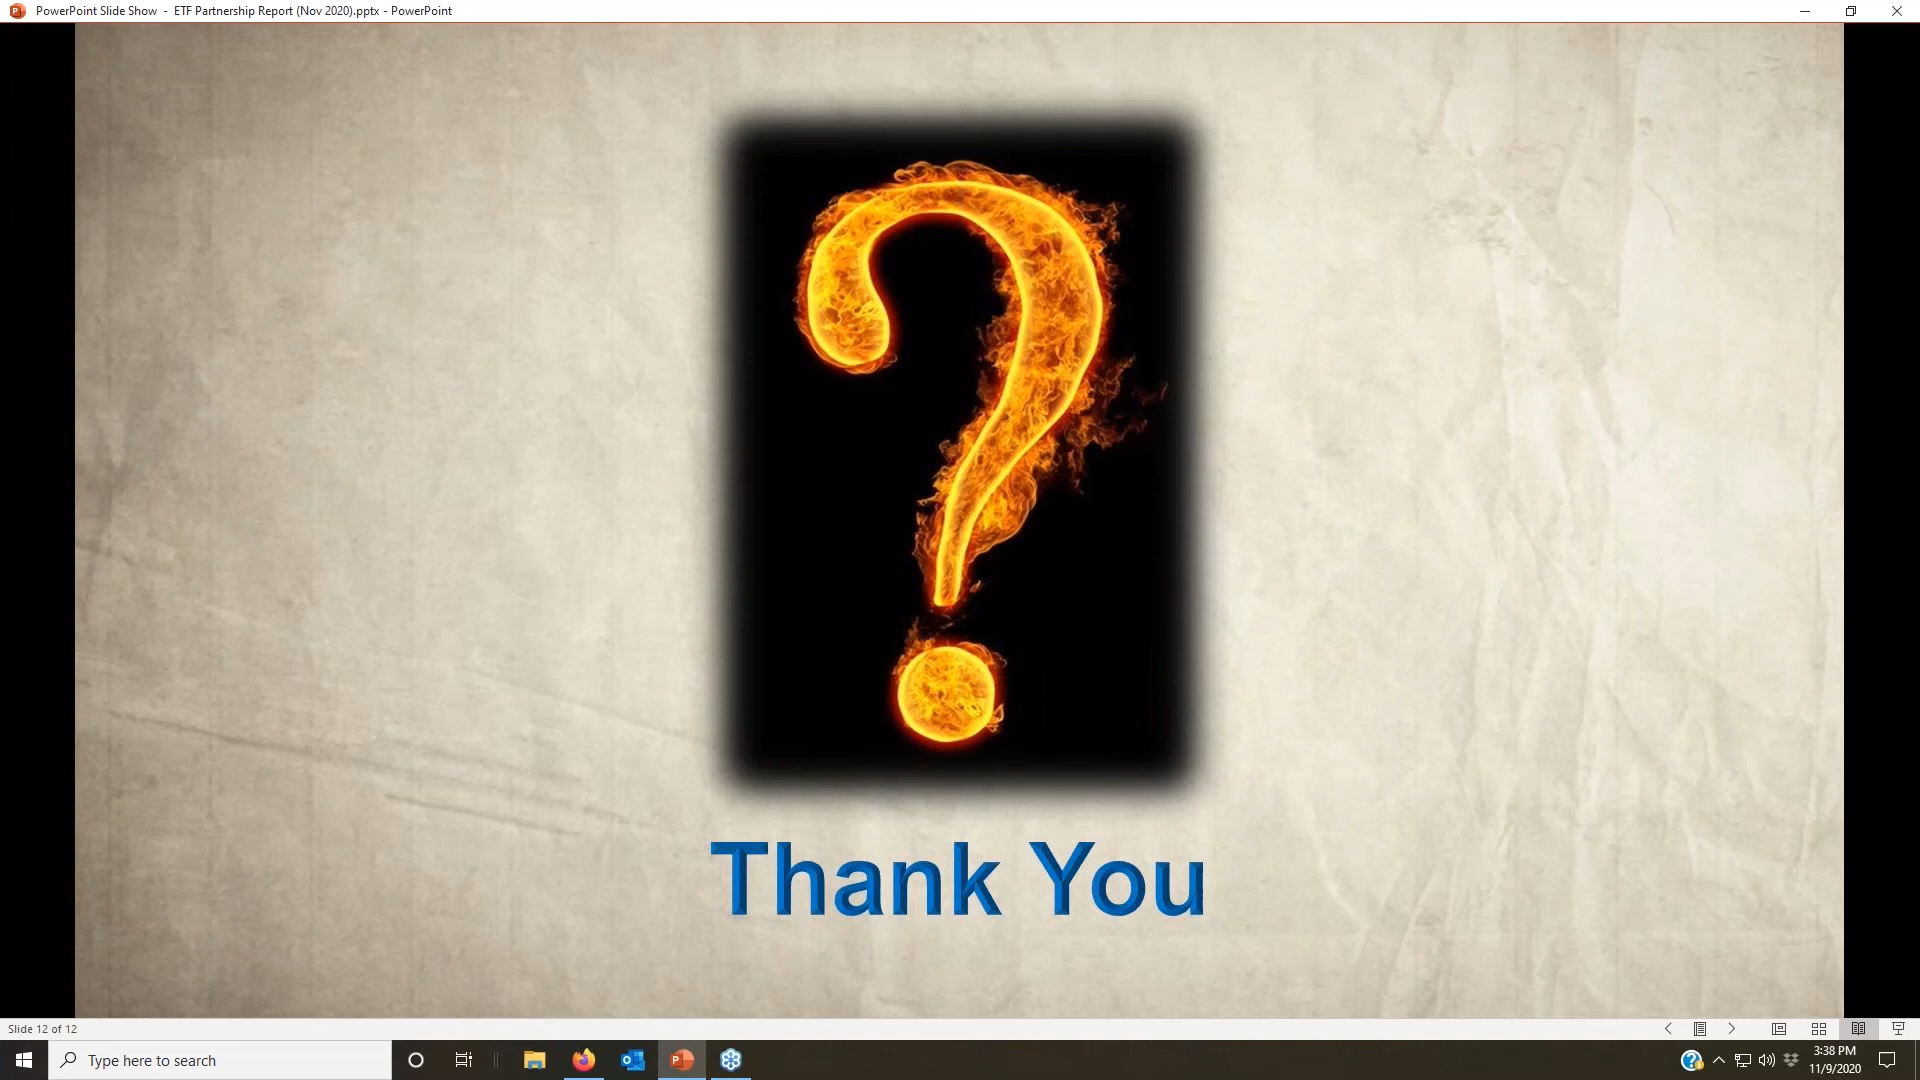 PowerPoint Slide Show - ETF Partnership Report (Nov 2020).pptx - PowerPoint
?
Thank You
Slide 12 of 12
Type here to search
3:38 PM
11/9/2020